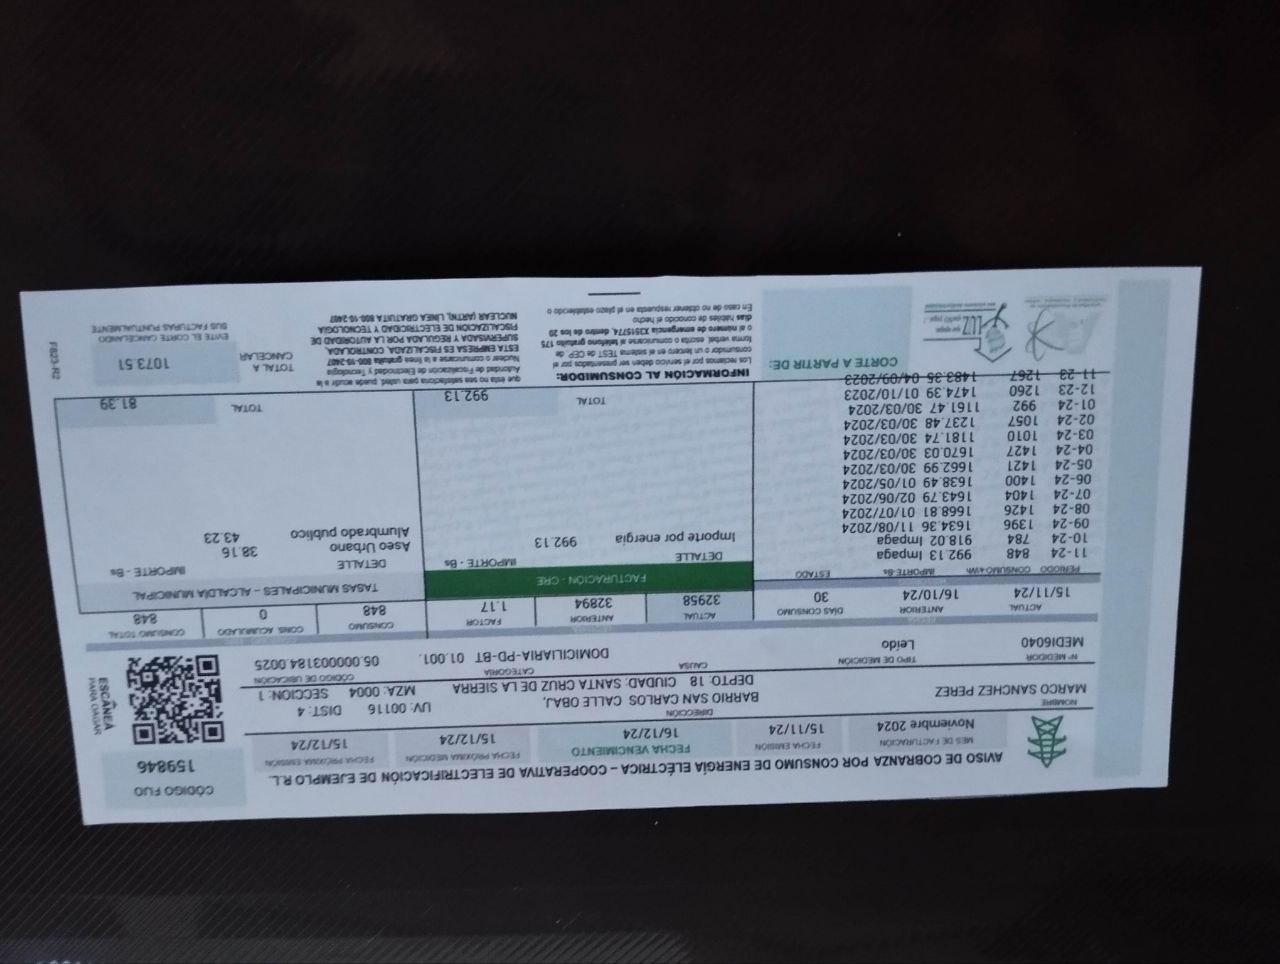 AVISO DE COBRANZA POR CONSUMO DE ENERGÍA ELÉCTRICA – COOPERATIVA DE ELECTRIFICACIÓN DE EJEMPLO R.L.
CÓDIGO FIJO
159846
MES DE FACTURACIÓN
Noviembre 2024
FECHA EMISIÓN
15/11/24
FECHA VENCIMIENTO
16/12/24
FECHA PRÓXIMA MEDICIÓN
15/12/24
FECHA PRÓXIMA EMISIÓN
15/12/24
ESCÂNEÁ
PARA PAGAR
NOMBRE
MARCO SANCHEZ PEREZ
DIRECCIÓN
BARRIO SAN CARLOS CALLE OBAJ,
DEPTO: 18 CIUDAD: SANTA CRUZ DE LA SIERRA
UV: 00116 DIST: 4
MZA: 0004 SECCION: 1
Nº MEDIDOR
MEDI6040
TIPO DE MEDICIÓN
Leído
CAUSA
CATEGORÍA
DOMICILIARIA-PD-BT 01.001.
CÓDIGO DE UBICACIÓN
05.000003184.0025
ACTUAL
15/11/24
ANTERIOR
16/10/24
DÍAS CONSUMO
30
ACTUAL
32958
ANTERIOR
32894
FACTOR
1.17
CONSUMO
848
CONS. ACUMULADO
0
CONSUMO TOTAL
848
PERIODO CONSUMO-kWh IMPORTE-Bs ESTADO
11-24 848 992.13 Impaga
10-24 784 918.02 Impaga
09-24 1396 1634.36 11/08/2024
08-24 1426 1668.81 01/07/2024
07-24 1404 1643.79 02/06/2024
06-24 1400 1638.49 01/05/2024
05-24 1421 1662.99 30/03/2024
04-24 1427 1670.03 30/03/2024
03-24 1010 1181.74 30/03/2024
02-24 1057 1237.48 30/03/2024
01-24 992 1161.47 30/03/2024
12-23 1260 1474.39 01/10/2023
11-23 1267 1483.35 04/09/2023
FACTURACIÓN - CRE
DETALLE IMPORTE - Bs
Importe por energia 992.13
TOTAL 992.13
TASAS MUNICIPALES – ALCALDÍA MUNICIPAL
DETALLE IMPORTE - Bs
Aseo Urbano 38.16
Alumbrado publico 43.23
TOTAL 81.39
CORTE A PARTIR DE:
INFORMACIÓN AL CONSUMIDOR:
Los reclamos por el servicio deben ser presentados por el
consumidor o un tercero en el sistema TEST de CEP, de
forma verbal, escrita o comunicarse al teléfono gratuito 175
o al número de emergencia 3515774, dentro de los 20
días hábiles de conocido el hecho
En caso de no obtener respuesta en el plazo establecido o
que esta no sea satisfactoria para usted, puede acudir a la
Autoridad de Fiscalización de Electricidad y Tecnología
Nuclear o comunicarse a la línea gratuita 800-10-2407
ESTA EMPRESA ES FISCALIZADA, CONTROLADA,
SUPERVISADA Y REGULADA POR LA AUTORIDAD DE
FISCALIZACIÓN DE ELECTRICIDAD Y TECNOLOGÍA
NUCLEAR (AETN), LINEA GRATUITA 800-10-2407
TOTAL A
CANCELAR
1073.51
EVITE EL CORTE CANCELANDO
SUS FACTURAS PUNTUALMENTE
F823-R2
LUZ